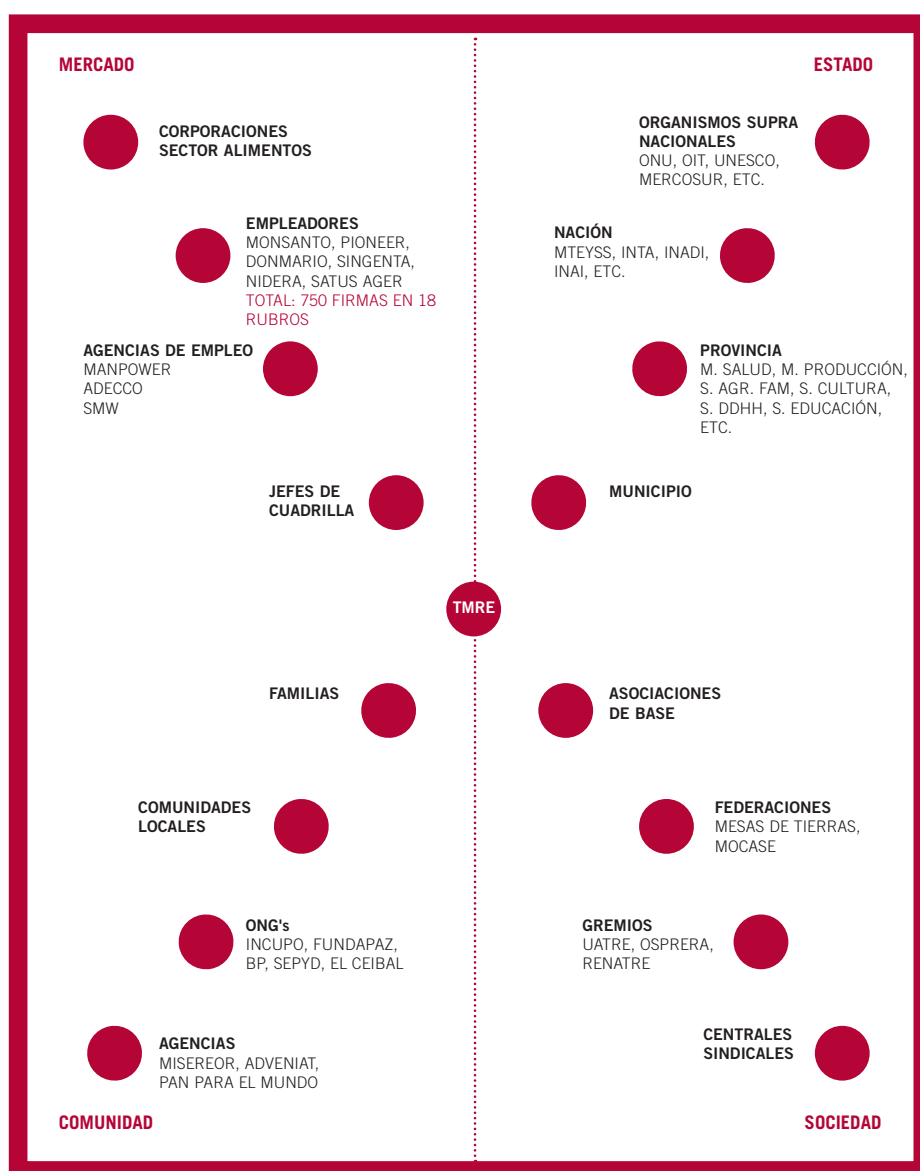 MERCADO
ESTADO
CORPORACIONES
SECTOR ALIMENTOS
ORGANISMOS SUPRA
NACIONALES
ONU, OIT, UNESCO,
MERCOSUR, ETC.
EMPLEADORES
MONSANTO, PIONEER,
DONMARIO, SINGENTA,
NIDERA, SATUS AGER
TOTAL: 750 FIRMAS EN 18
RUBROS
NACIÓN
MTEYSS, INTA, INADI,
INAI, ETC.
AGENCIAS DE EMPLEO
MANPOWER
ADECCO
SMW
PROVINCIA
M. SALUD, M. PRODUCCIÓN,
S. AGR. FAM, S. CULTURA,
S. DDHH, S. EDUCACIÓN,
ETC.
JEFES DE
CUADRILLA
MUNICIPIO
TMRE
FAMILIAS
ASOCIACIONES
DE BASE
COMUNIDADES
LOCALES
FEDERACIONES
MESAS DE TIERRAS,
MOCASE
ONG's
INCUPO, FUNDAPAZ,
BP, SEPYD, EL CEIBAL
GREMIOS
UATRE, OSPRERA,
RENATRE
AGENCIAS
MISEREOR, ADVENIAT,
PAN PARA EL MUNDO
CENTRALES
SINDICALES
COMUNIDAD
SOCIEDAD